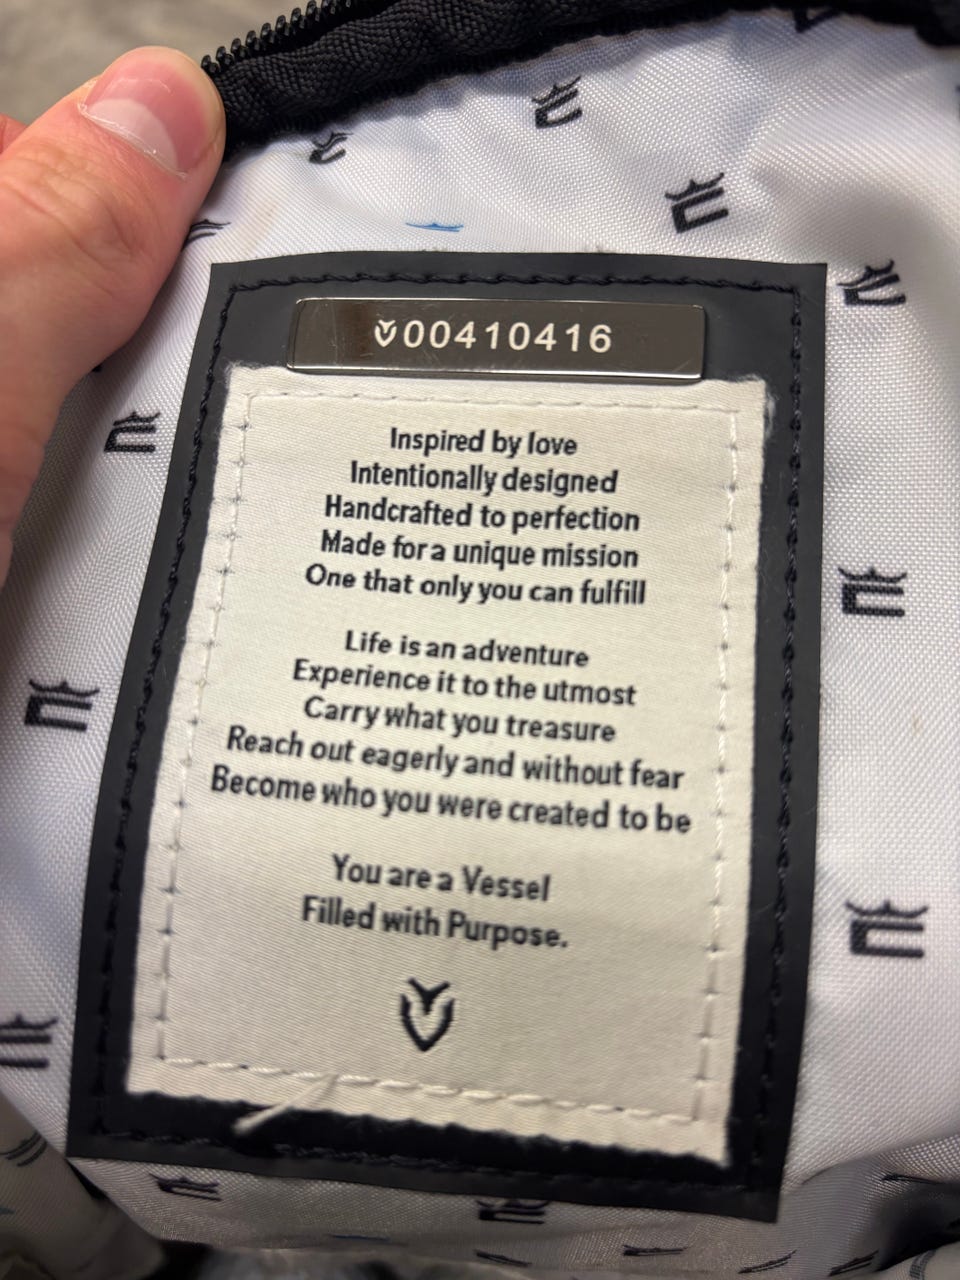 00410416
Inspired by love
Intentionally designed
Handcrafted to perfection
Made for a unique mission
One that only you can fulfill
Life is an adventure
Experience it to the utmost
Carry what you treasure
Reach out eagerly and without fear
Become who you were created to be
You are a Vessel
Filled with Purpose.